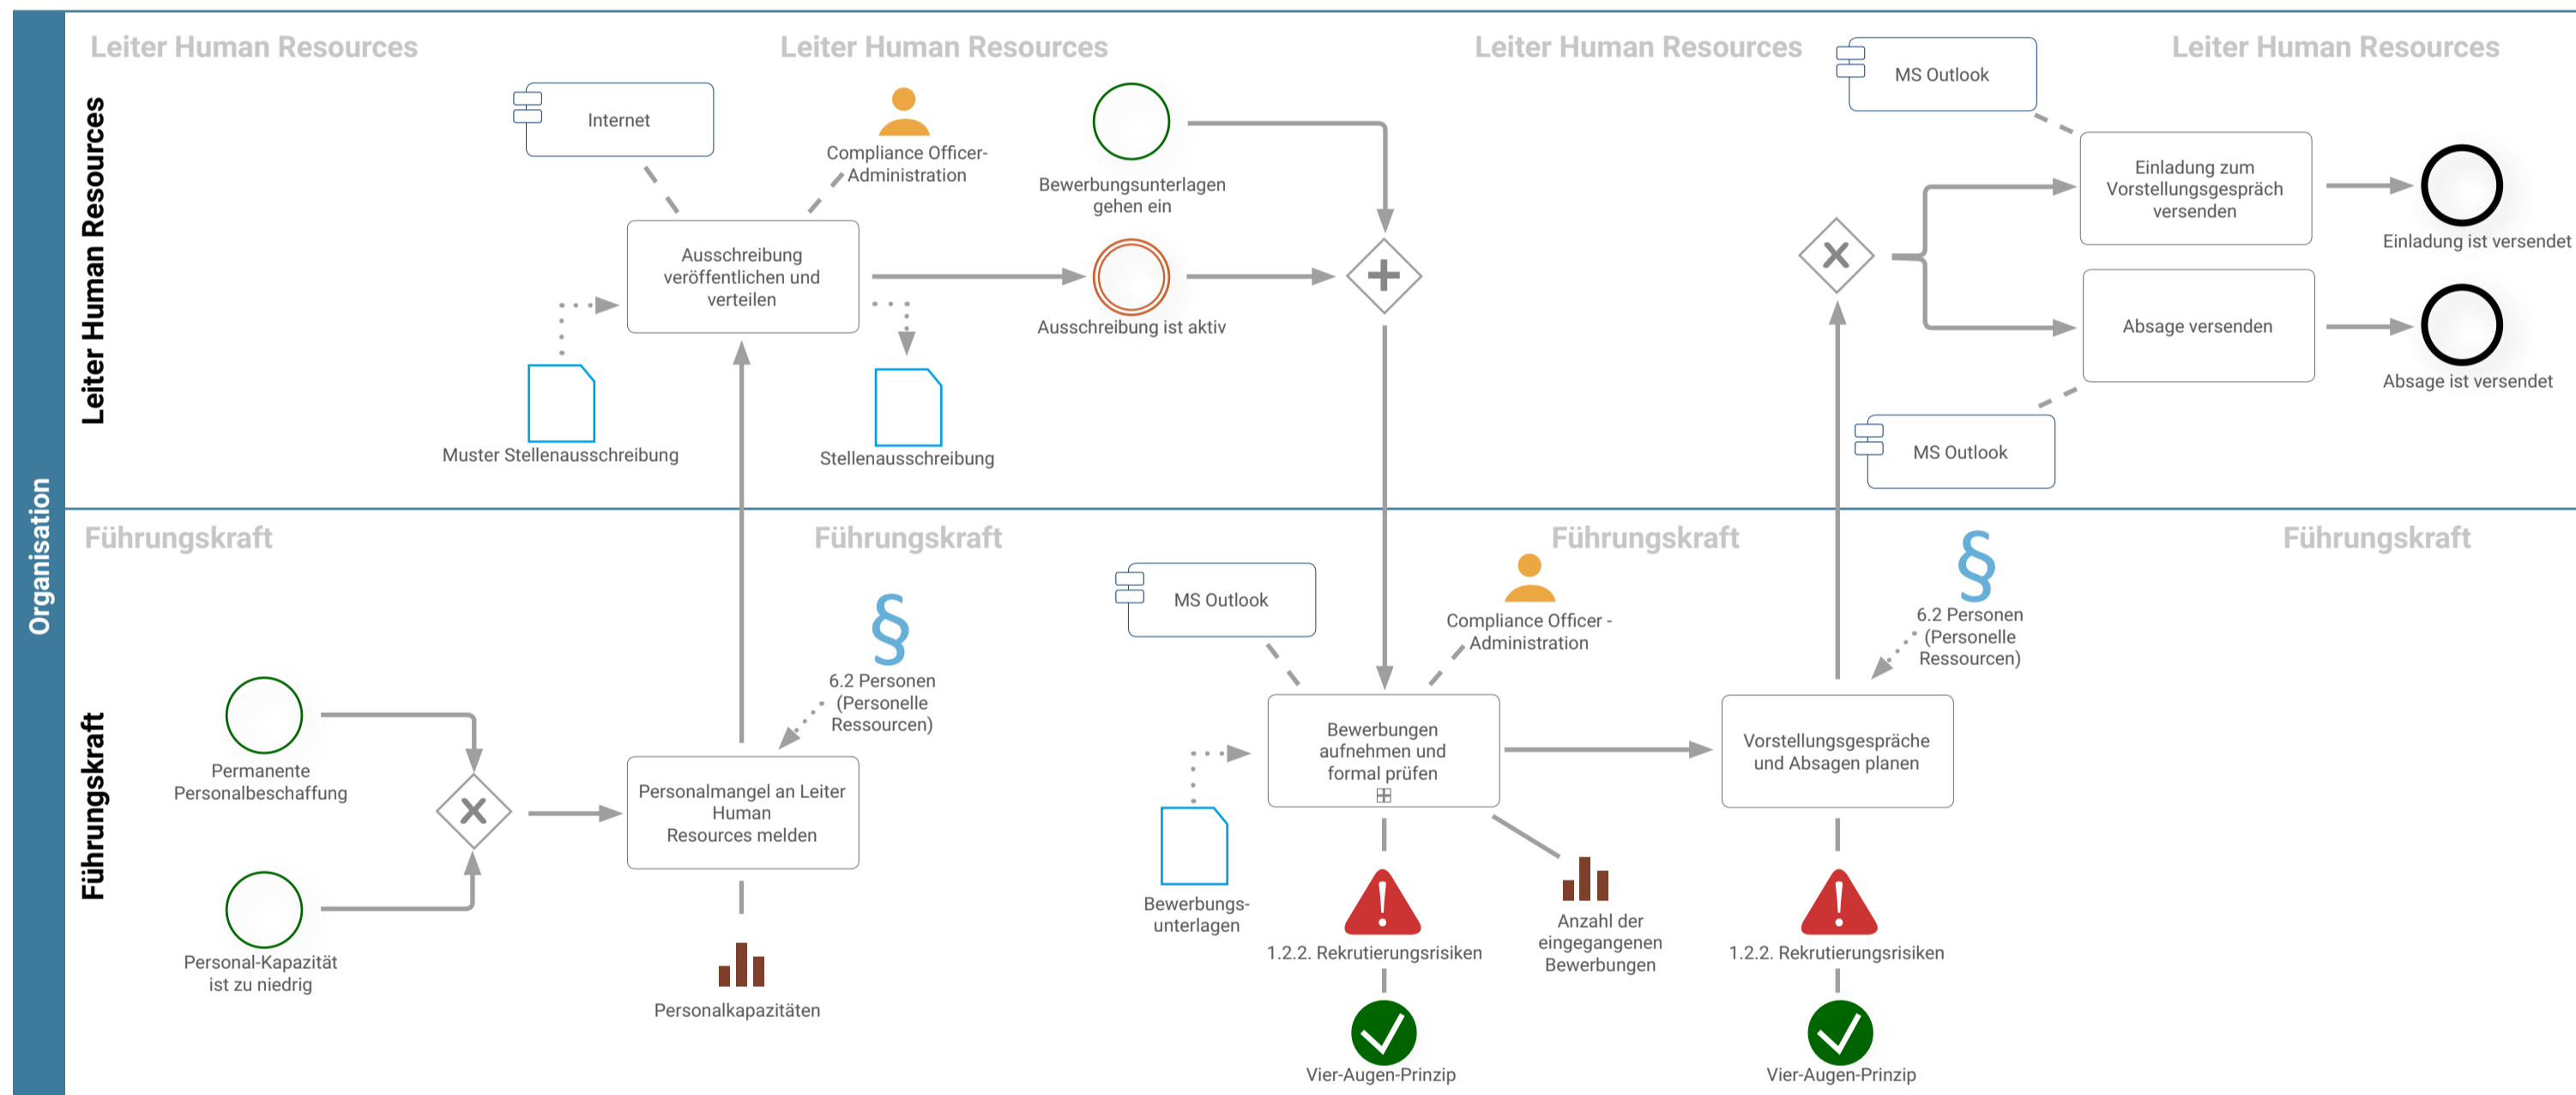 Organisation
Leiter Human Resources
Leiter Human Resources
Leiter Human Resources
Leiter Human Resources
Leiter Human Resources
Internet
Compliance Officer-
Administration
Bewerbungsunterlagen
gehen ein
Ausschreibung
veröffentlichen und
verteilen
Ausschreibung ist aktiv
Muster Stellenausschreibung
Stellenausschreibung
MS Outlook
Einladung zum
Vorstellungsgespräch
versenden
Einladung ist versendet
Absage versenden
Absage ist versendet
MS Outlook
Führungskraft
Führungskraft
Führungskraft
Führungskraft
Führungskraft
Permanente
Personalbeschaffung
Personal-Kapazität
ist zu niedrig
§
6.2 Personen
(Personelle
Ressourcen)
Personalmangel an Leiter
Human
Resources melden
Personalkapazitäten
MS Outlook
Compliance Officer -
Administration
Bewerbungen
aufnehmen und
formal prüfen
Bewerbungs-
unterlagen
1.2.2. Rekrutierungsrisiken
Vier-Augen-Prinzip
Anzahl der
eingegangenen
Bewerbungen
§
6.2 Personen
(Personelle
Ressourcen)
Vorstellungsgespräche
und Absagen planen
1.2.2. Rekrutierungsrisiken
Vier-Augen-Prinzip